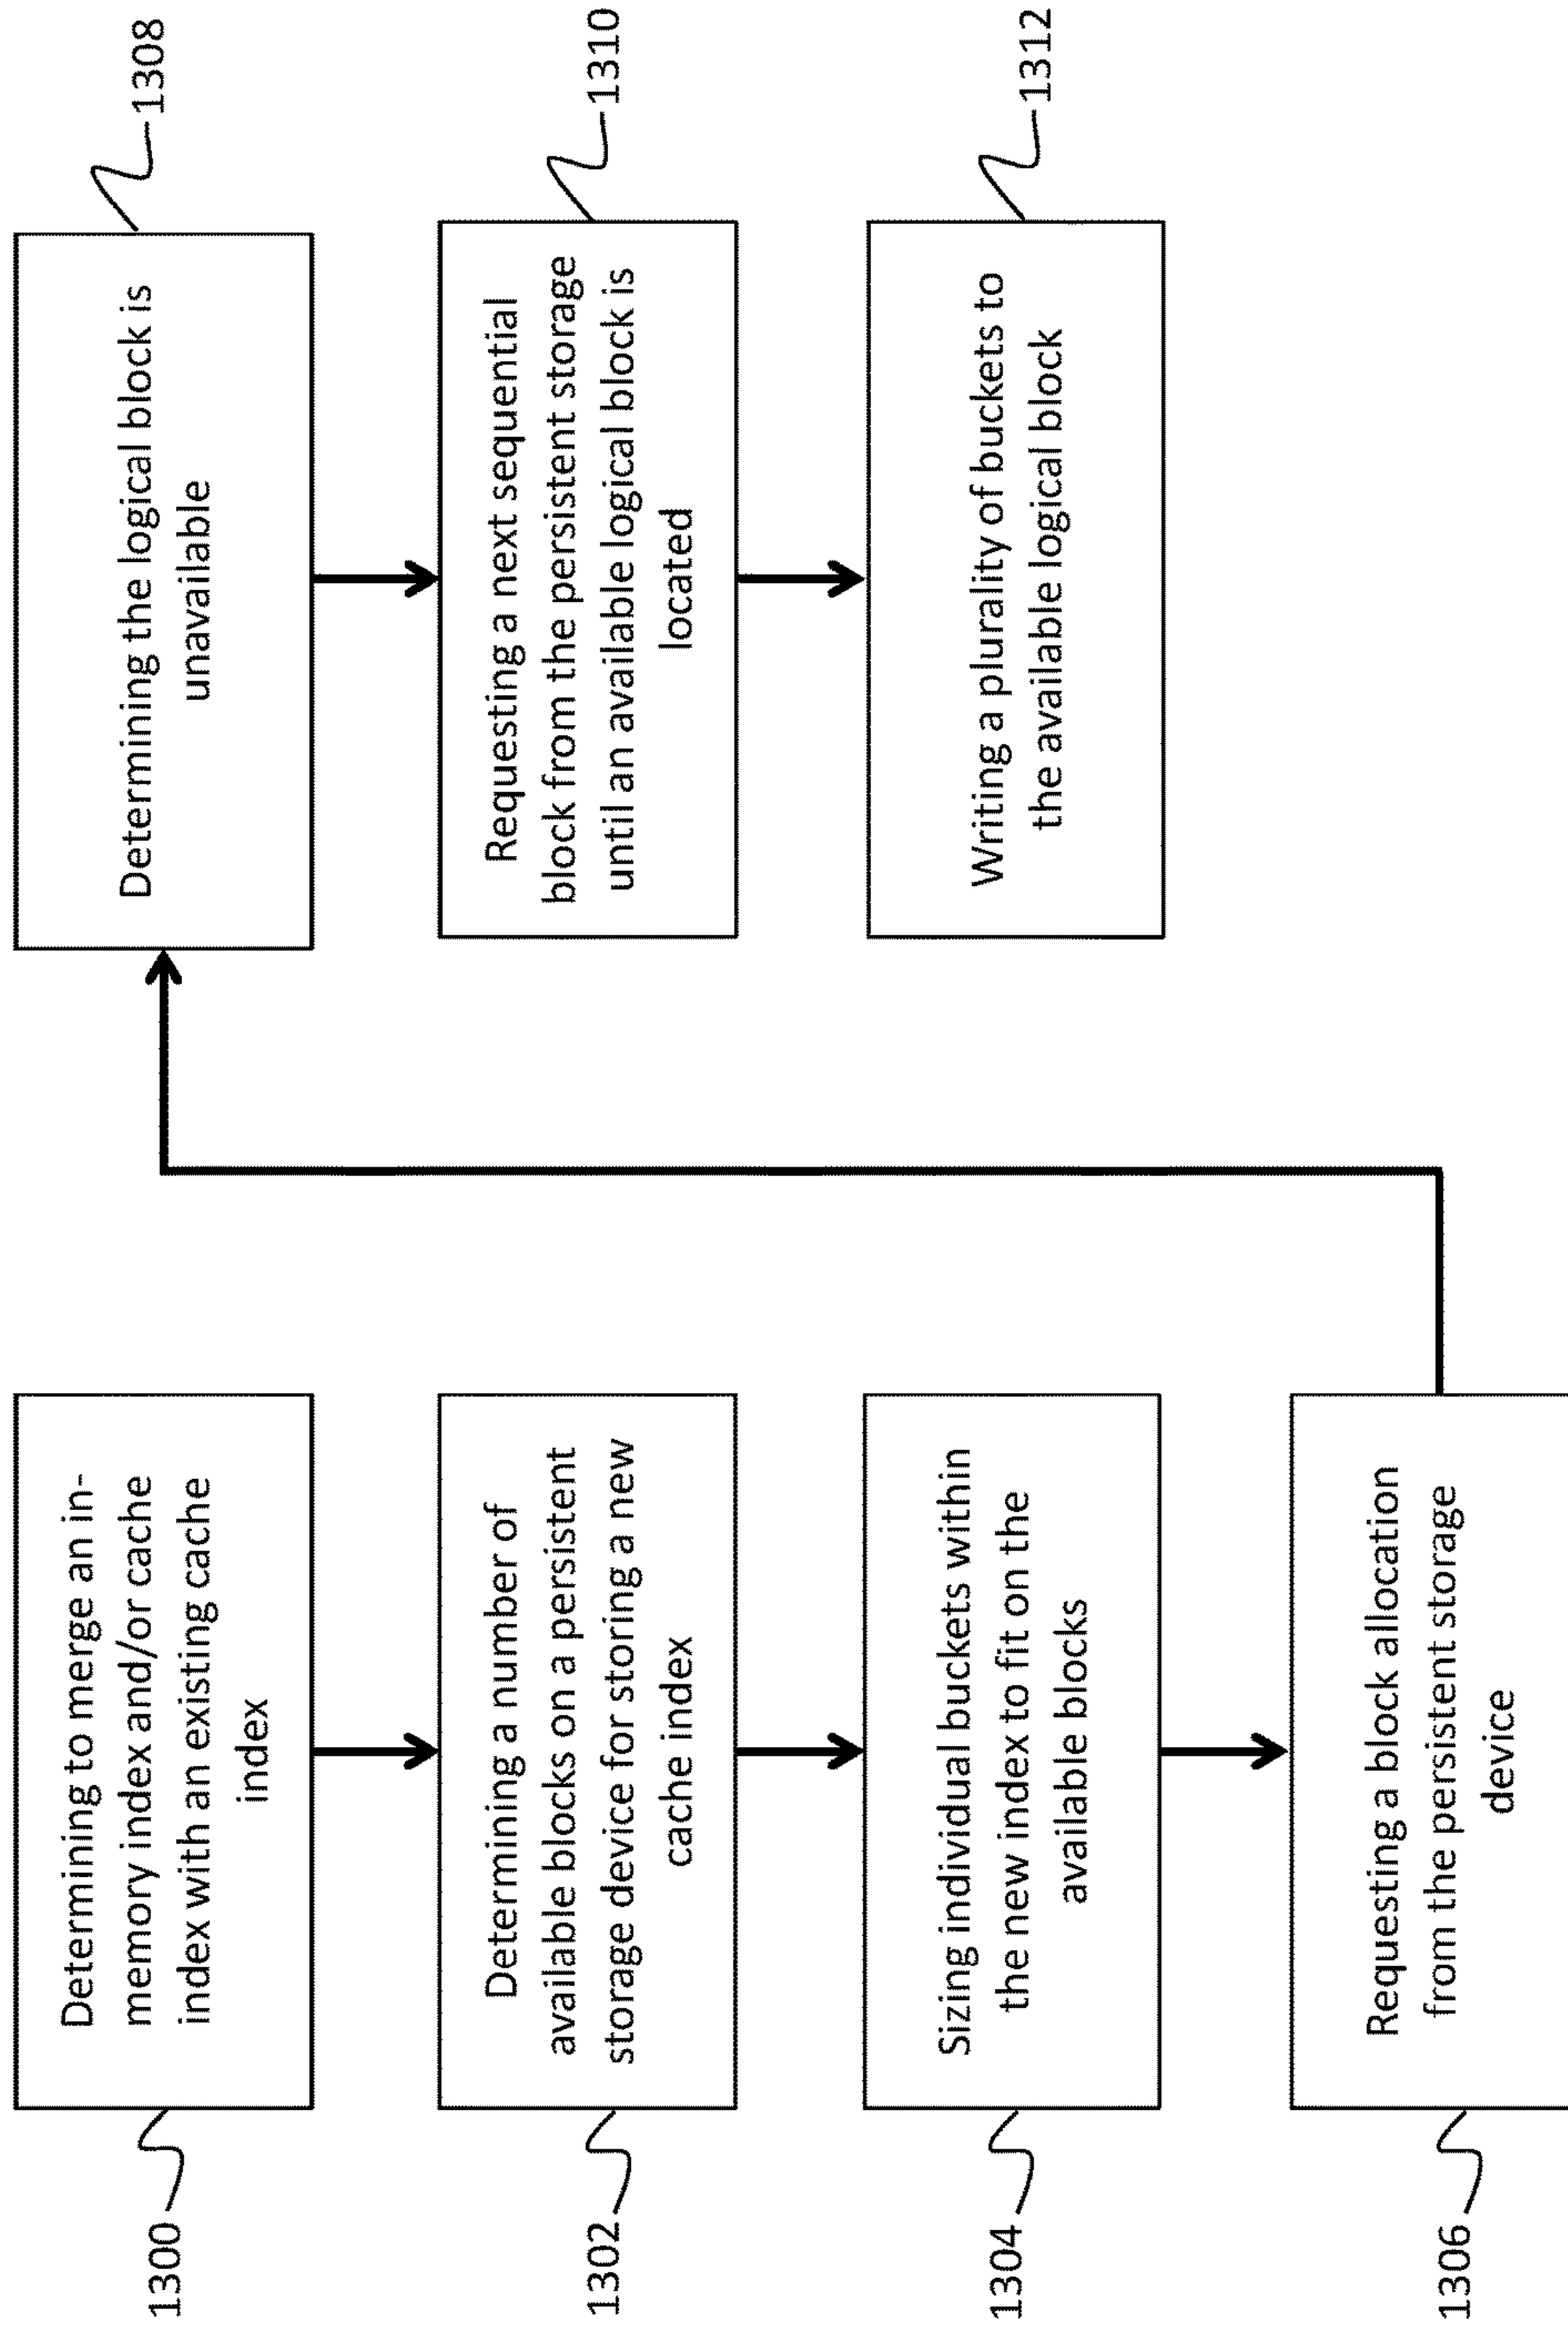 1300
Determining to merge an in-
memory index and/or cache
index with an existing cache
index
1302
Determining a number of
available blocks on a persistent
storage device for storing a new
cache index
1304
Sizing individual buckets within
the new index to fit on the
available blocks
1306
Requesting a block allocation
from the persistent storage
device
1308
Determining the logical block is
unavailable
1310
Requesting a next sequential
block from the persistent storage
until an available logical block is
located
1312
Writing a plurality of buckets to
the available logical block